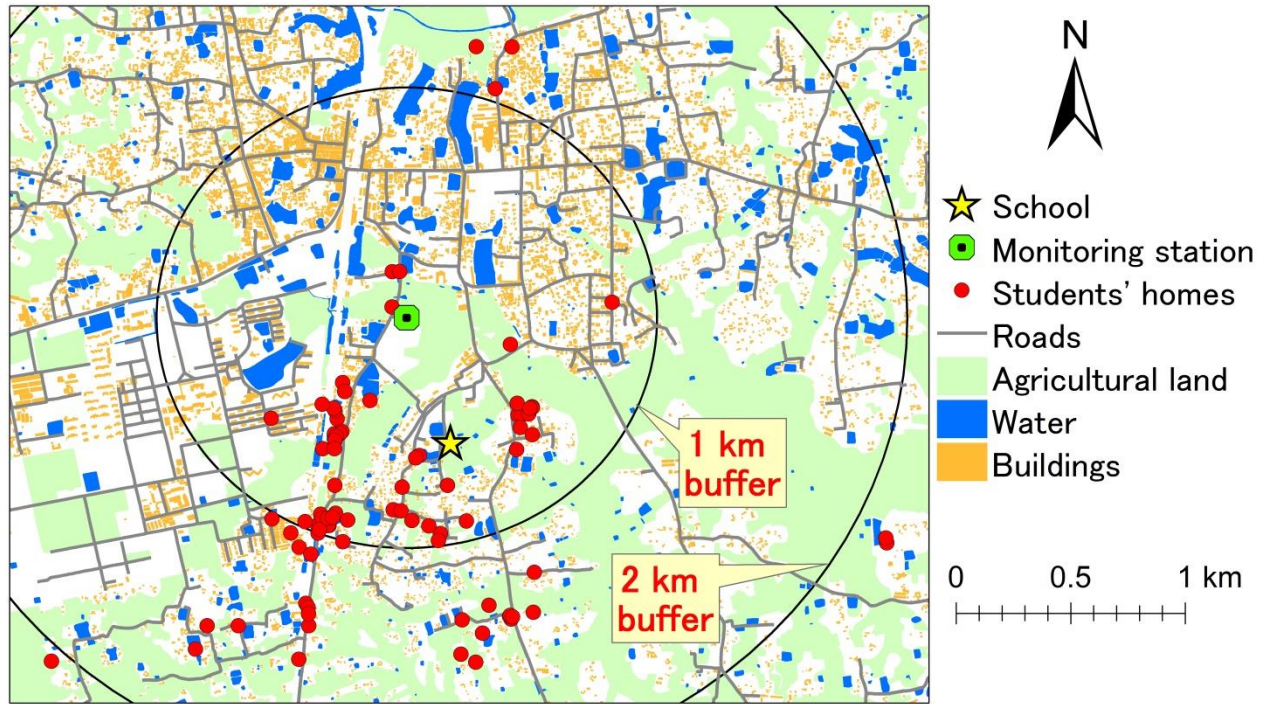 N
School
Monitoring station
Students' homes
Roads
Agricultural land
Water
Buildings
1 km
buffer
2 km
buffer
0 0.5 1 km